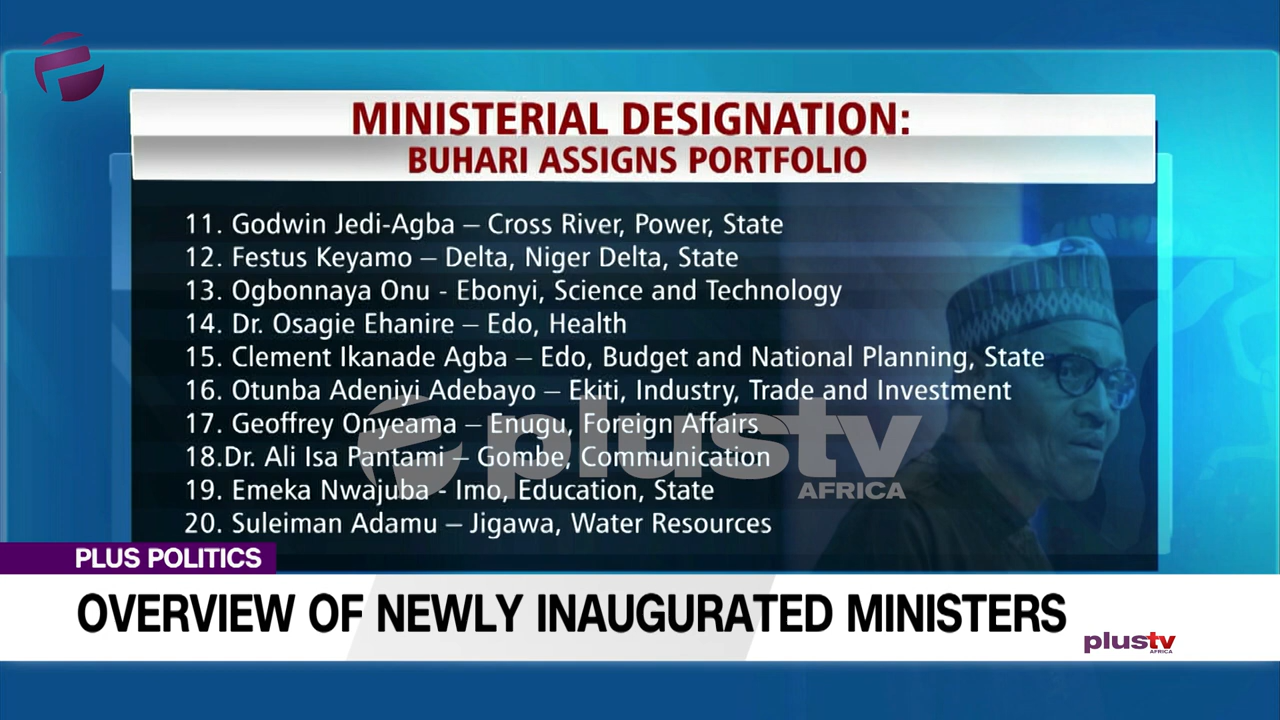 MINISTERIAL DESIGNATION:
BUHARI ASSIGNS PORTFOLIO
11. Godwin Jedi-Agba – Cross River, Power, State
12. Festus Keyamo – Delta, Niger Delta, State
13. Ogbonnaya Onu - Ebonyi, Science and Technology
14. Dr. Osagie Ehanire – Edo, Health
15. Clement Ikanade Agba – Edo, Budget and National Planning, State
16. Otunba Adeniyi Adebayo – Ekiti, Industry, Trade and Investment
17. Geoffrey Onyeama – Enugu, Foreign Affairs
18.Dr. Ali Isa Pantami – Gombe, Communication
19. Emeka Nwajuba - Imo, Education, State
20. Suleiman Adamu – Jigawa, Water Resources
plustv
AFRICA
PLUS POLITICS
OVERVIEW OF NEWLY INAUGURATED MINISTERS
plustv
AFRICA